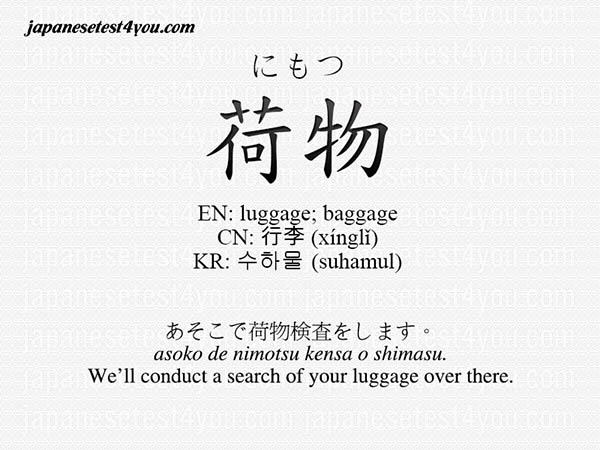 japanesetest4you.com
にもつ
荷物
EN: luggage; baggage
CN: 行李 (xínglǐ)
KR: 수하물 (suhamul)
あそこで荷物検査をします。
asoko de nimotsu kensa o shimasu.
We’ll conduct a search of your luggage over there.